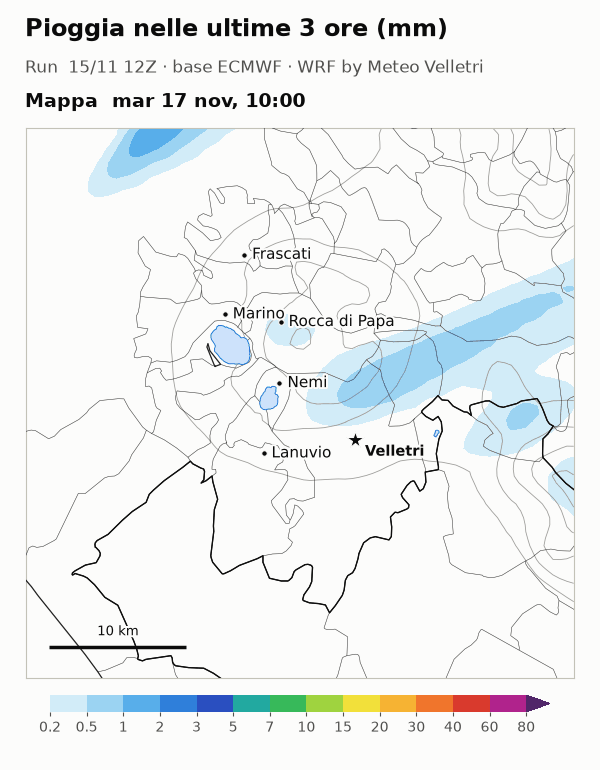 Pioggia nelle ultime 3 ore (mm)
Run  15/11 12Z · base ECMWF · WRF by Meteo Velletri
Mappa  mar 17 nov, 10:00
Frascati
Marino
Rocca di Papa
Nemi
Velletri
Lanuvio
10 km
0.2 0.5 1 2 3 5 7 10 15 20 30 40 60 80